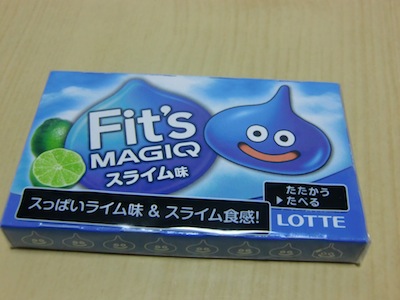 Fit's
MAGIQ
スライム味
たたかう
▶たべる
スっぱいライム味 & スライム食感!
LOTTE